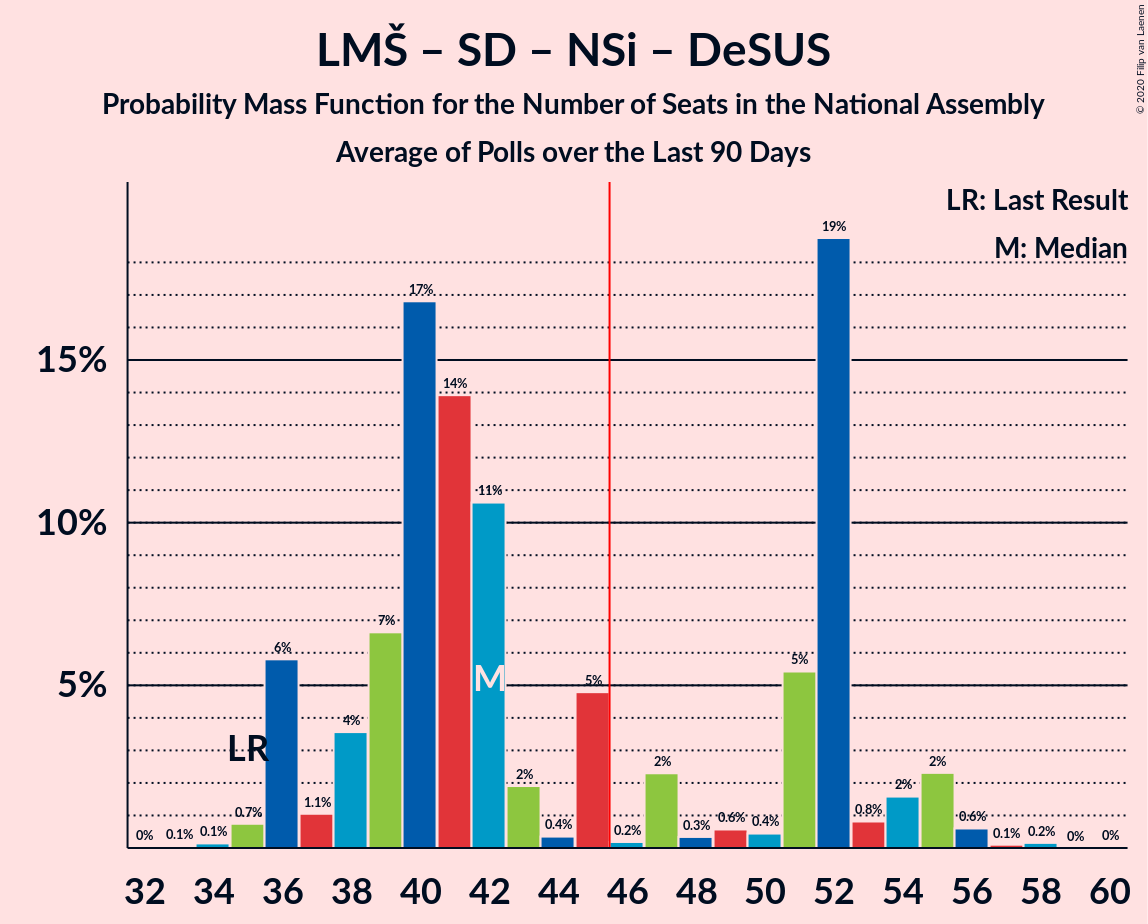 LMŠ – SD – NSi – DeSUS
Probability Mass Function for the Number of Seats in the National Assembly
Average of Polls over the Last 90 Days
© 2020 Filip van Laenen
LR: Last Result
M: Median
15%
10%
5%
0% 0.1% 0.1% 0.7% 6% 1.1% 4% 7% 17% 14% 11% 2% 0.4% 5% 0.2% 2% 0.3% 0.6% 0.4% 5% 19% 0.8% 2% 2% 0.6% 0.1% 0.2% 0% 0%
LR
M
32 34 36 38 40 42 44 46 48 50 52 54 56 58 60